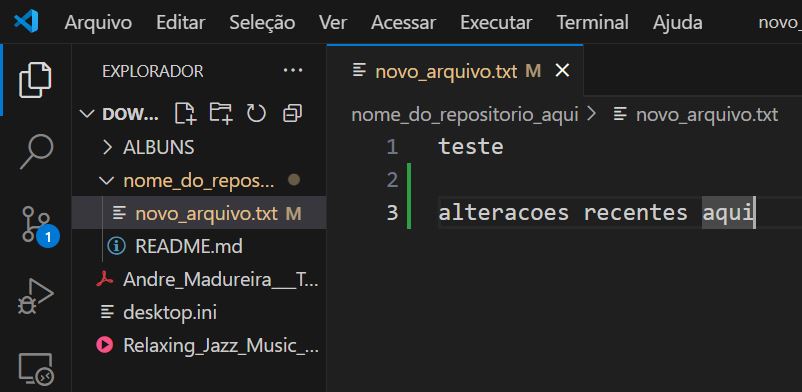 Arquivo Editar Seleção Ver Acessar Executar Terminal Ajuda novo_
EXPLORADOR ...
DOW...
ALBUNS
nome_do_repos...
novo_arquivo.txt M
README.md
Andre_Madureira___T...
desktop.ini
Relaxing_Jazz_Music_...
1
novo_arquivo.txt M
nome_do_repositorio_aqui > novo_arquivo.txt
1 teste
2
3 alteracoes recentes aqui